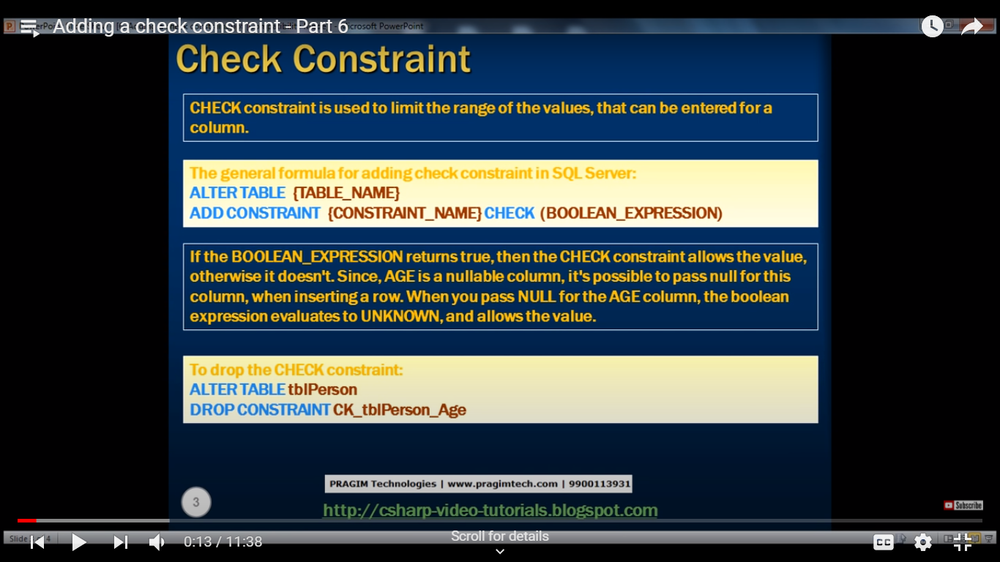 Adding a check constraint - Part 6
Microsoft PowerPoint
Check Constraint
CHECK constraint is used to limit the range of the values, that can be entered for a
column.
The general formula for adding check constraint in SQL Server:
ALTER TABLE {TABLE_NAME}
ADD CONSTRAINT {CONSTRAINT_NAME} CHECK (BOOLEAN_EXPRESSION)
If the BOOLEAN_EXPRESSION returns true, then the CHECK constraint allows the value,
otherwise it doesn't. Since, AGE is a nullable column, it's possible to pass null for this
column, when inserting a row. When you pass NULL for the AGE column, the boolean
expression evaluates to UNKNOWN, and allows the value.
To drop the CHECK constraint:
ALTER TABLE tblPerson
DROP CONSTRAINT CK_tblPerson_Age
PRAGIM Technologies | www.pragimtech.com | 9900113931
3
http://csharp-video-tutorials.blogspot.com
Subscribe
Slide 4
0:13 / 11:38
Scroll for details
CC